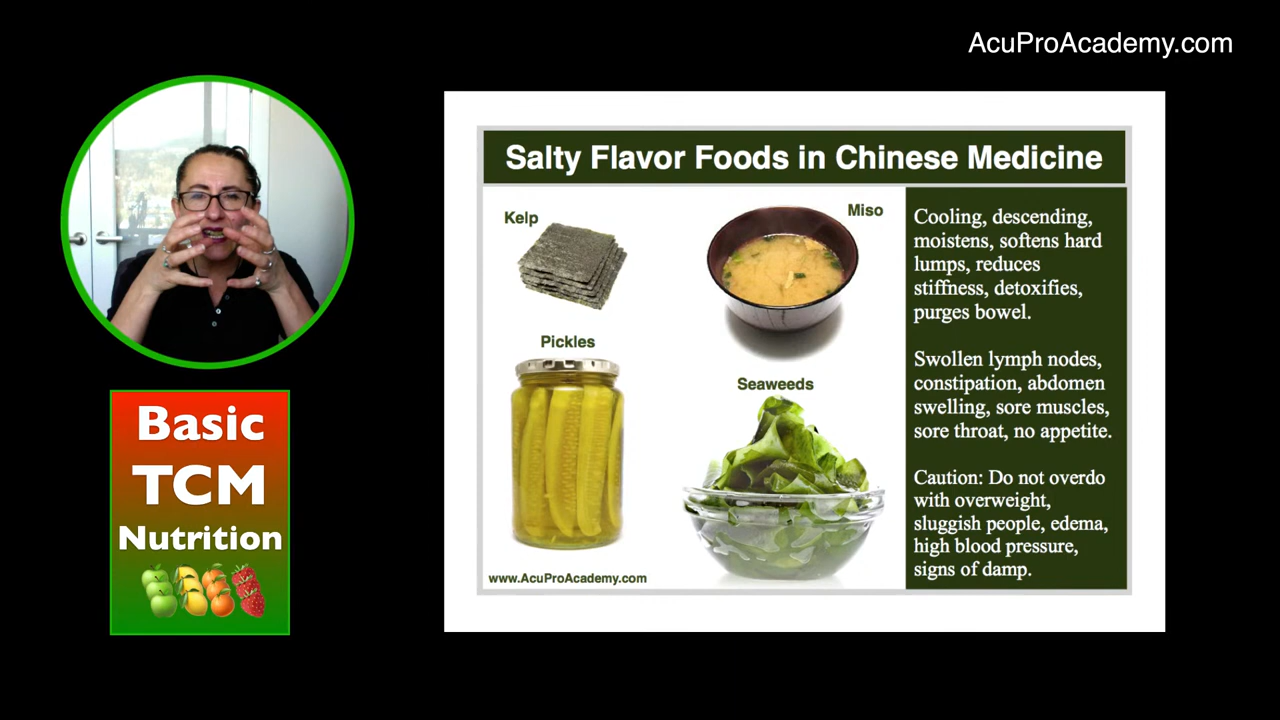 AcuProAcademy.com
Salty Flavor Foods in Chinese Medicine
Kelp
Miso
Pickles
Seaweeds
www.AcuProAcademy.com
Cooling, descending,
moistens, softens hard
lumps, reduces
stiffness, detoxifies,
purges bowel.
Swollen lymph nodes,
constipation, abdomen
swelling, sore muscles,
sore throat, no appetite.
Caution: Do not overdo
with overweight,
sluggish people, edema,
high blood pressure,
signs of damp.
Basic
TCM
Nutrition